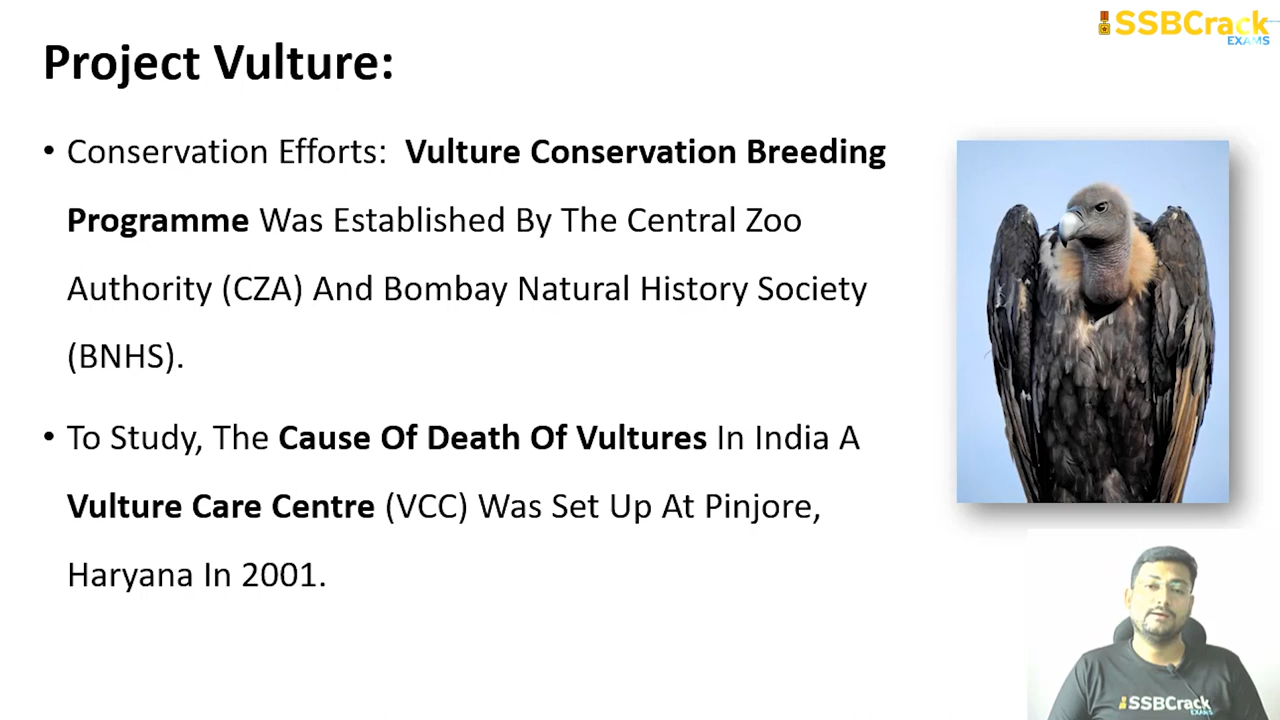 SSBCrack
EXAMS
Project Vulture:
• Conservation Efforts: Vulture Conservation Breeding
Programme Was Established By The Central Zoo
Authority (CZA) And Bombay Natural History Society
(BNHS).
• To Study, The Cause Of Death Of Vultures In India A
Vulture Care Centre (VCC) Was Set Up At Pinjore,
Haryana In 2001.
SSBCrack
EXAMS